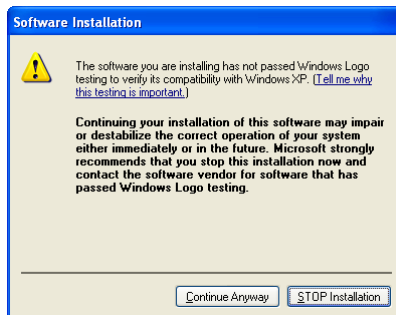 Software Installation
The software you are installing has not passed Windows Logo
testing to verify its compatibility with Windows XP. (Tell me why
this testing is important.)
Continuing your installation of this software may impair
or destabilize the correct operation of your system
either immediately or in the future. Microsoft strongly
recommends that you stop this installation now and
contact the software vendor for software that has
passed Windows Logo testing.
Continue Anyway
STOP Installation